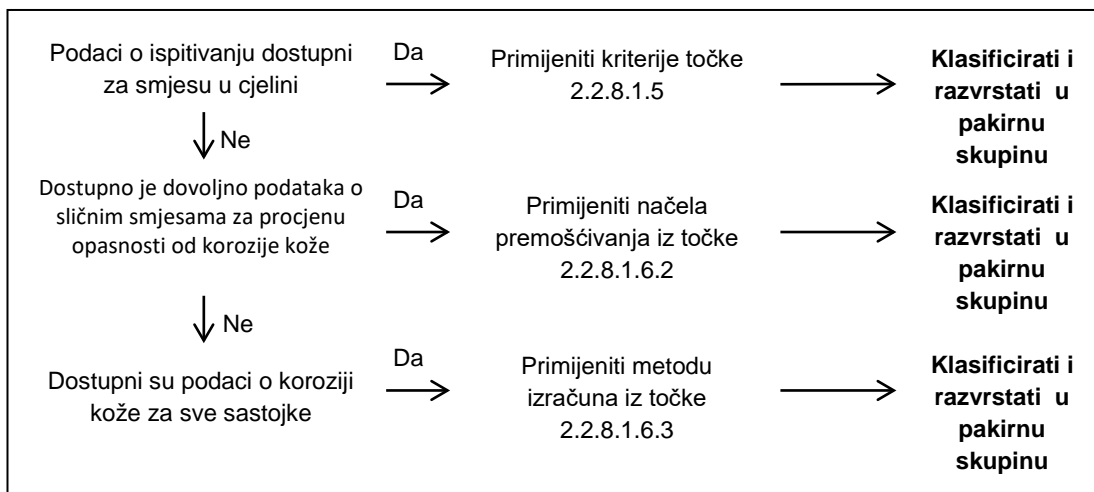 Podaci o ispitivanju dostupni
za smjesu u cjelini
Da
Primijeniti kriterije točke
2.2.8.1.5
Klasificirati i
razvrstati u
pakirnu
skupinu
Ne
Dostupno je dovoljno podataka o
sličnim smjesama za procjenu
opasnosti od korozije kože
Da
Primijeniti načela
premošćivanja iz točke
2.2.8.1.6.2
Klasificirati i
razvrstati u
pakirnu
skupinu
Ne
Dostupni su podaci o koroziji
kože za sve sastojke
Da
Primijeniti metodu
izračuna iz točke
2.2.8.1.6.3
Klasificirati i
razvrstati u
pakirnu
skupinu